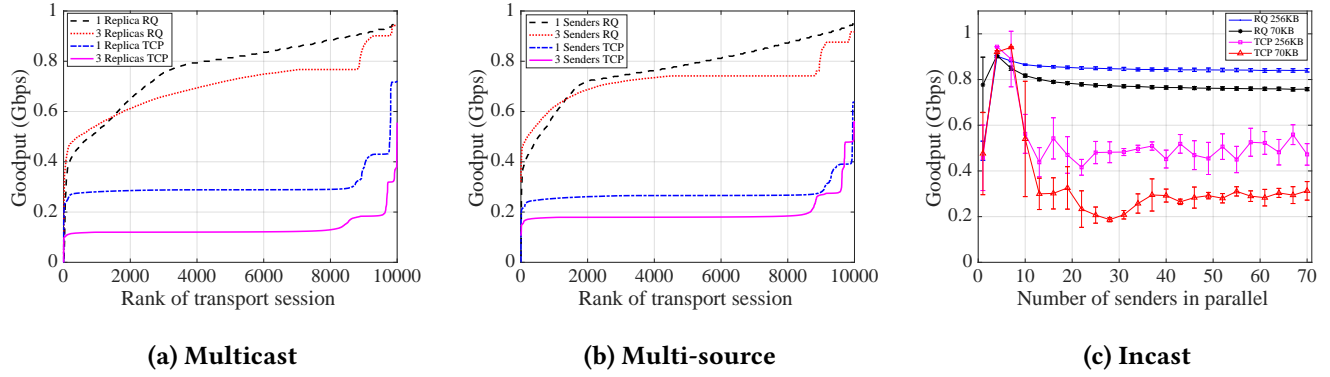 1 Replica RQ
3 Replicas RQ
1 Replica TCP
3 Replicas TCP
Goodput (Gbps)
1
0.8
0.6
0.4
0.2
0
0 2000 4000 6000 8000 10000
Rank of transport session
(a) Multicast
1 Senders RQ
3 Senders RQ
1 Senders TCP
3 Senders TCP
Goodput (Gbps)
1
0.8
0.6
0.4
0.2
0
0 2000 4000 6000 8000 10000
Rank of transport session
(b) Multi-source
RQ 256KB
RQ 70KB
TCP 256KB
TCP 70KB
Goodput (Gbps)
1
0.8
0.6
0.4
0.2
0
0 10 20 30 40 50 60 70
Number of senders in parallel
(c) Incast